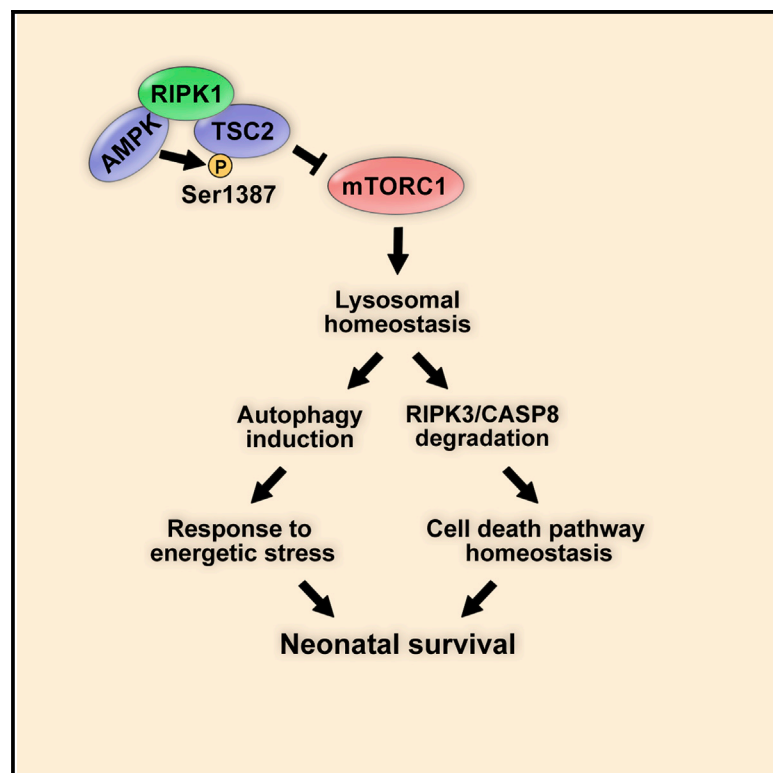 RIPK1
AMPK
TSC2
P
Ser1387
mTORC1
Lysosomal
homeostasis
Autophagy
induction
RIPK3/CASP8
degradation
Response to
energetic stress
Cell death pathway
homeostasis
Neonatal survival